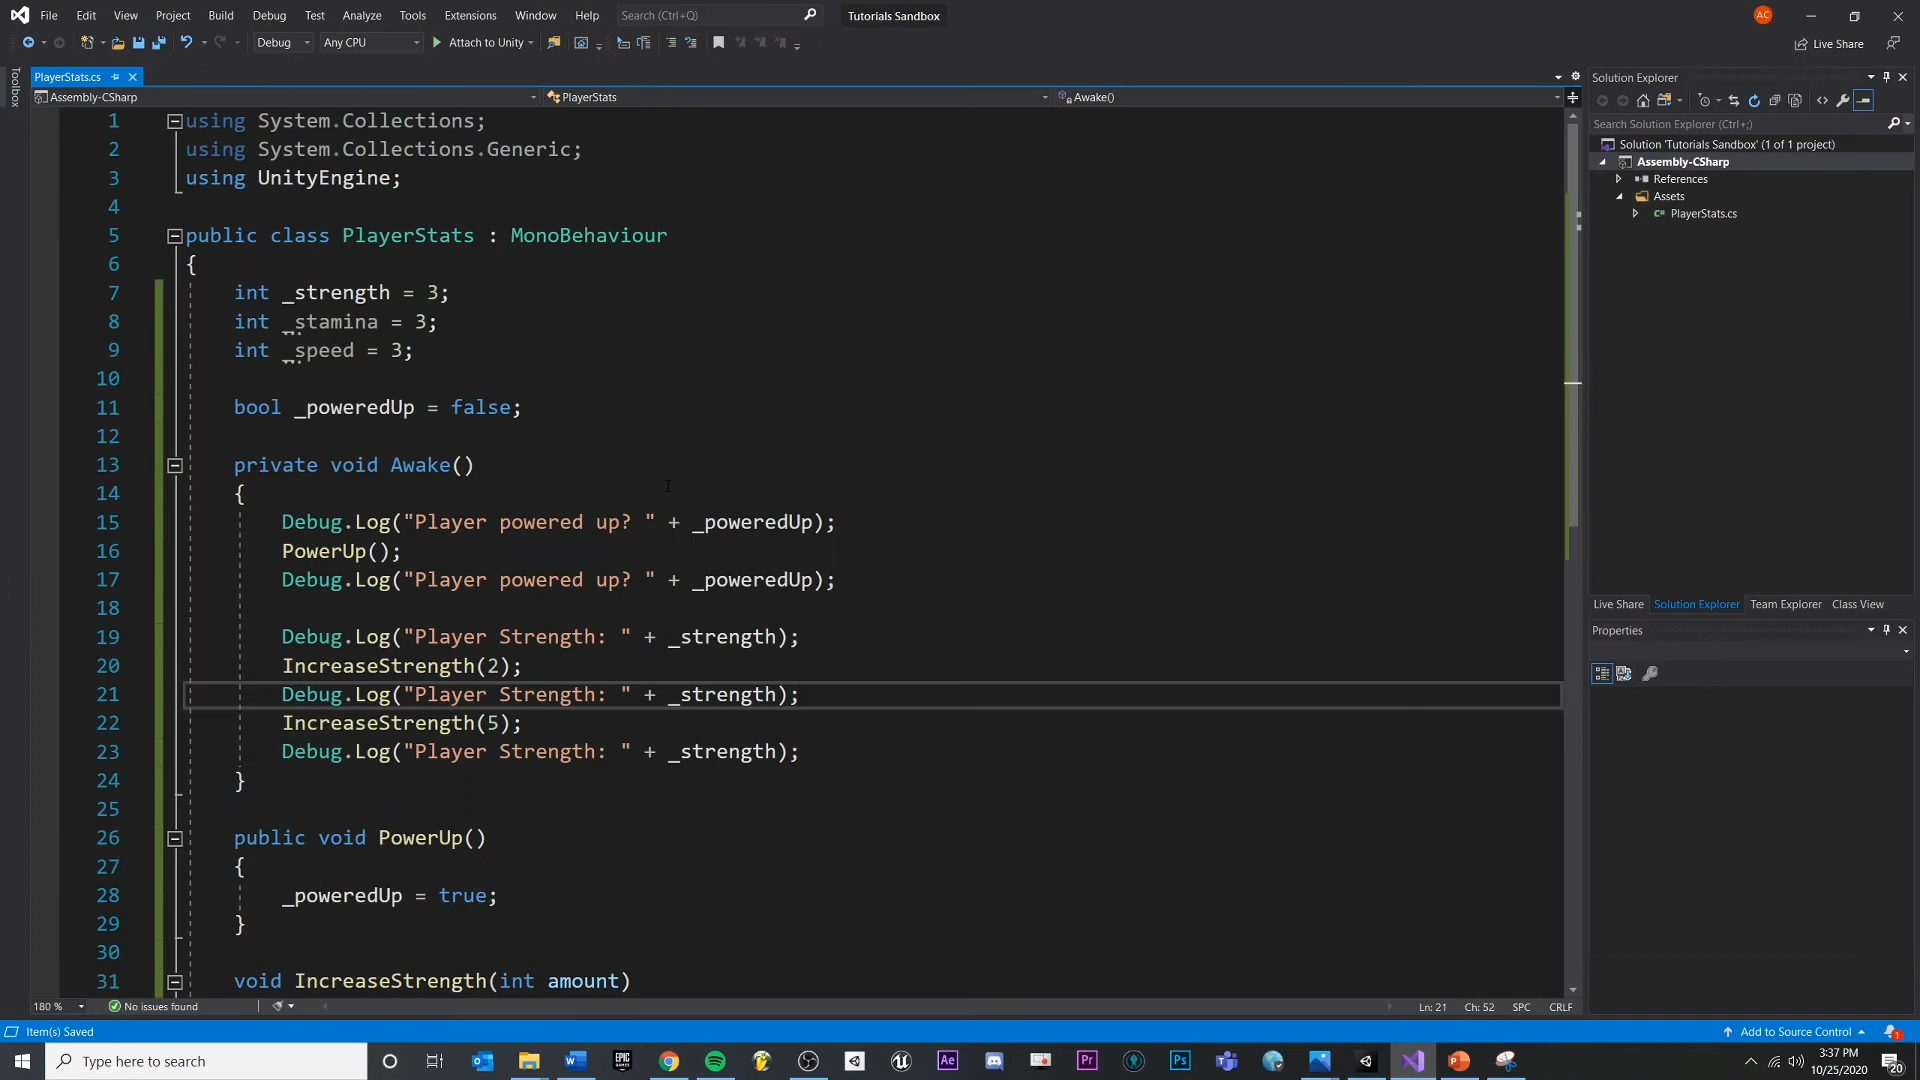 File Edit View Project Build Debug Test Analyze Tools Extensions Window Help Search (Ctrl+Q) Tutorials Sandbox AC
Debug Any CPU Attach to Unity Live Share
Toolbox
PlayerStats.cs
Assembly-CSharp PlayerStats Awake()
1 using System.Collections;
2 using System.Collections.Generic;
3 using UnityEngine;
4
5 public class PlayerStats : MonoBehaviour
6 {
7 int _strength = 3;
8 int _stamina = 3;
9 int _speed = 3;
10
11 bool _poweredUp = false;
12
13 private void Awake()
14 {
15 Debug.Log("Player powered up? " + _poweredUp);
16 PowerUp();
17 Debug.Log("Player powered up? " + _poweredUp);
18
19 Debug.Log("Player Strength: " + _strength);
20 IncreaseStrength(2);
21 Debug.Log("Player Strength: " + _strength);
22 IncreaseStrength(5);
23 Debug.Log("Player Strength: " + _strength);
24 }
25
26 public void PowerUp()
27 {
28 _poweredUp = true;
29 }
30
31 void IncreaseStrength(int amount)
180 % No issues found Ln: 21 Ch: 52 SPC CRLF
Solution Explorer
Search Solution Explorer (Ctrl+;)
Solution 'Tutorials Sandbox' (1 of 1 project)
Assembly-CSharp
References
Assets
C# PlayerStats.cs
Live Share Solution Explorer Team Explorer Class View
Properties
Item(s) Saved Add to Source Control 1
Type here to search
EPIC GAMES
W
Ae
Pr
Ps
3:37 PM
10/25/2020
20